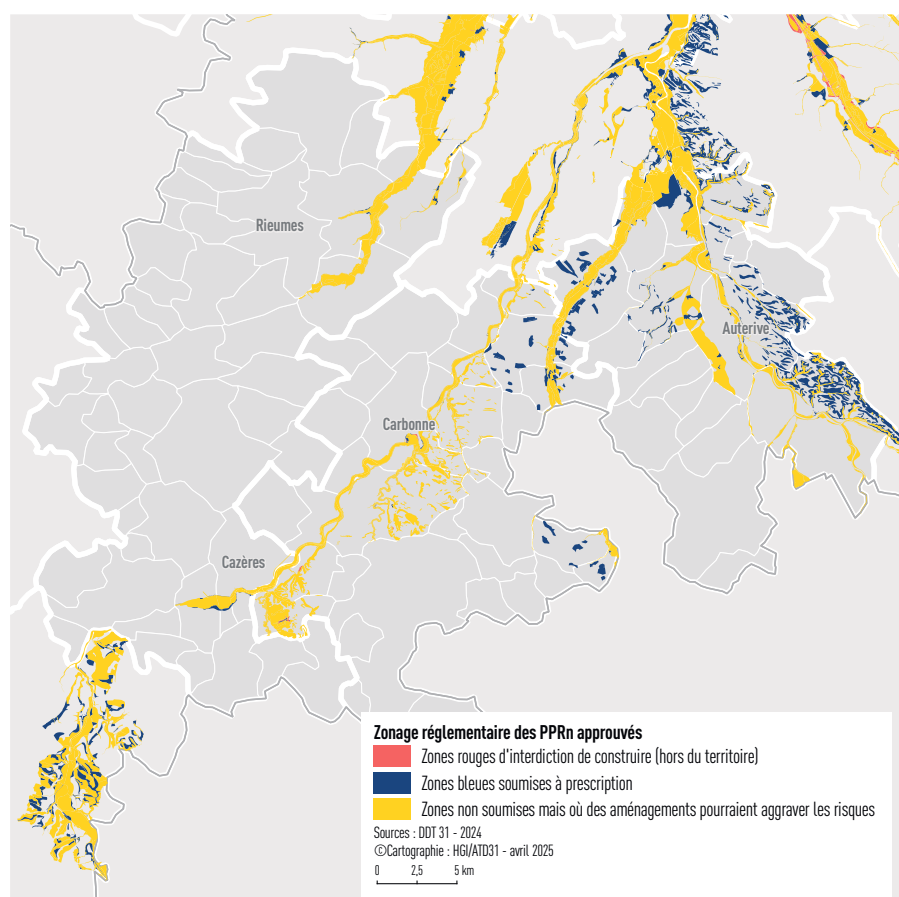 Rieumes
Auterive
Carbonne
Cazères
Zonage réglementaire des PPRn approuvés
Zones rouges d'interdiction de construire (hors du territoire)
Zones bleues soumises à prescription
Zones non soumises mais où des aménagements pourraient aggraver les risques
Sources : DDT 31 - 2024
©Cartographie : HGI/ATD31 - avril 2025
0 2,5 5 km